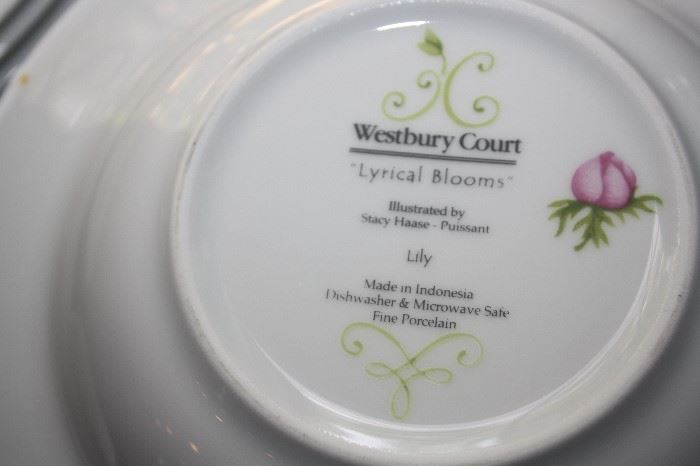 Westbury Court
"Lyrical Blooms"
Illustrated by
Stacy Haase - Puissant
Lily
Made in Indonesia
Dishwasher & Microwave Safe
Fine Porcelain